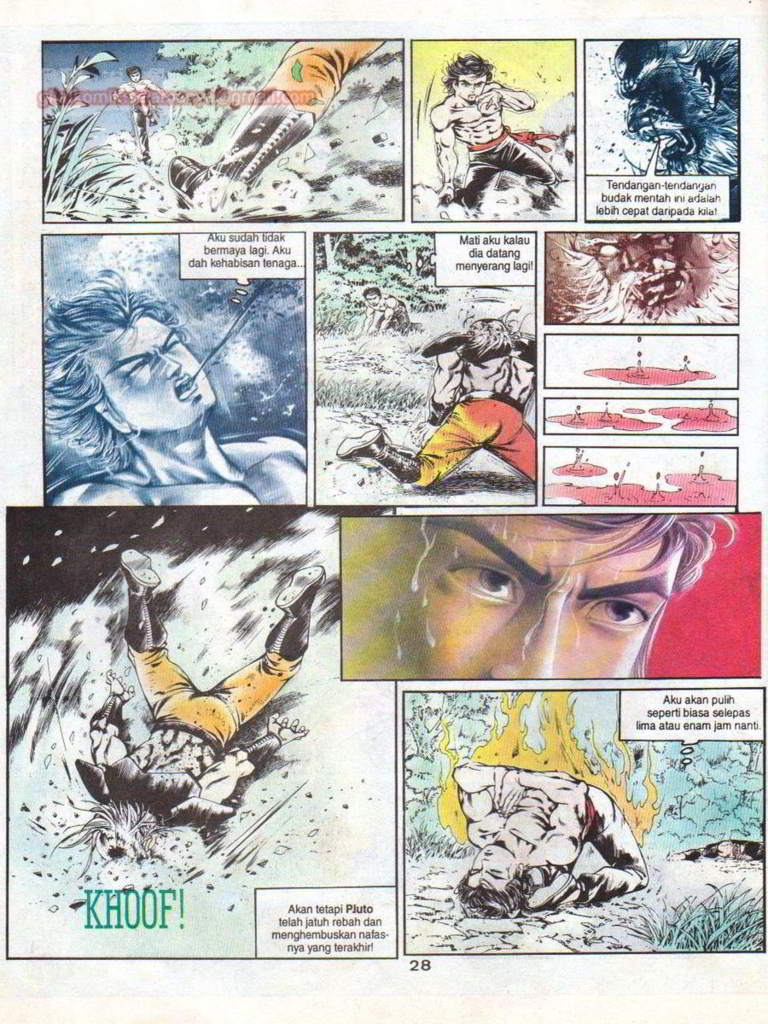 Tendangan-tendangan
budak mentah ini adalah
lebih cepat daripada kilat
Aku sudah tidak
bermaya lagi. Aku
dah kehabisan tenaga...
Mati aku kalau
dia datang
menyerang lagi!
KHOOF!
Akan tetapi Pluto
telah jatuh rebah dan
menghembuskan nafas-
nya yang terakhir!
Aku akan pulih
seperti biasa selepas
lima atau enam jam nanti.
28